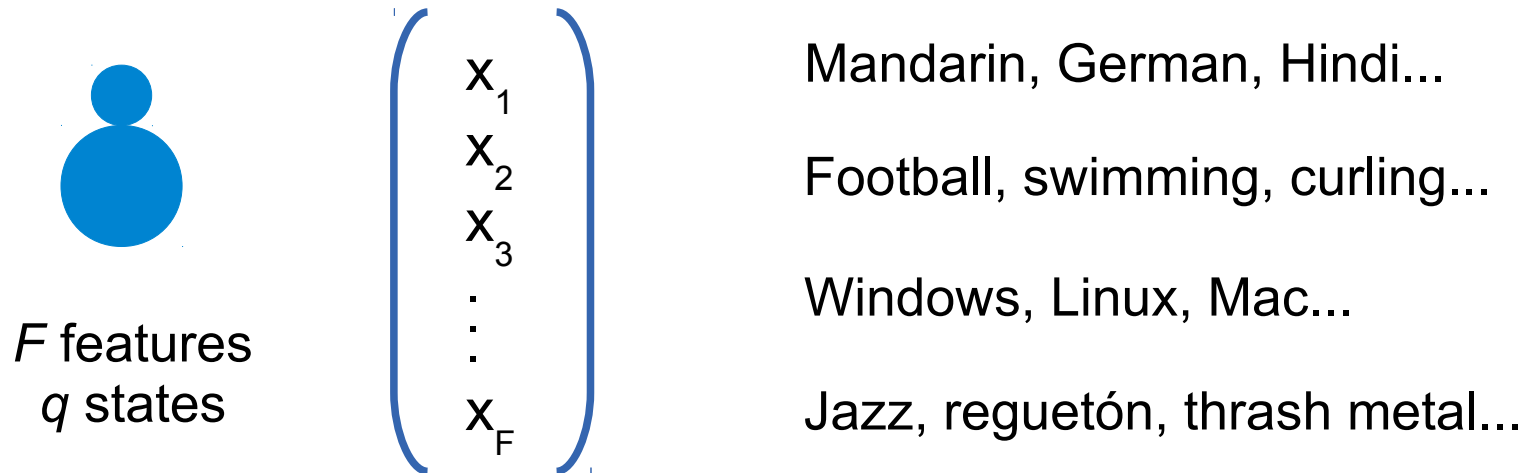 x1
x2
x3
.
.
.
xF
F features
q states
Mandarin, German, Hindi...
Football, swimming, curling...
Windows, Linux, Mac...
Jazz, reguetón, thrash metal...